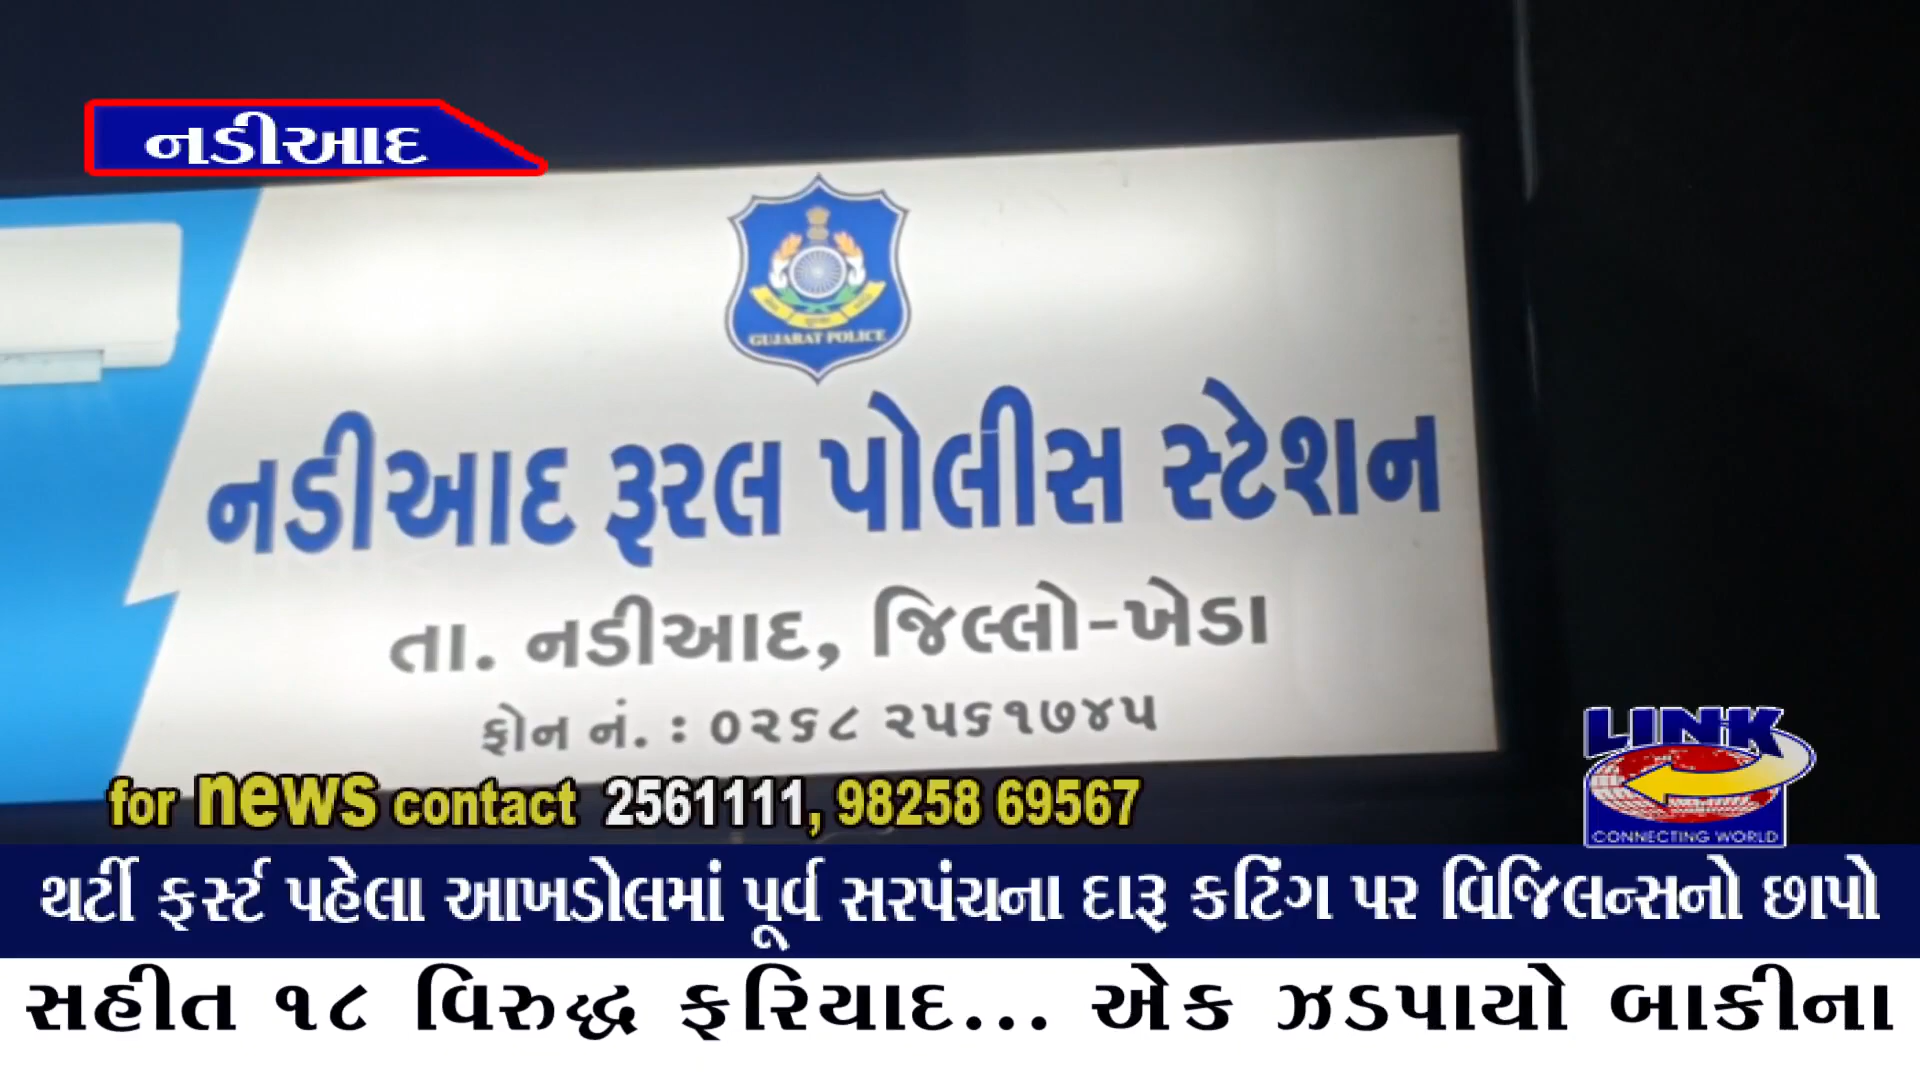 નડીઆદ
GUJARAT POLICE
નડીઆદ રૂરલ પોલીસ સ્ટેશન
તા. નડીઆદ, જિલ્લો-ખેડા
ફોન નં. : ૦૨૬૮ ૨૫૬૧૭૪૫
for news contact 2561111, 98258 69567
LINK
CONNECTING WORLD
થર્ટી ફર્સ્ટ પહેલા આખડોલમાં પૂર્વ સરપંચના દારૂ કટિંગ પર વિજિલન્સનો છાપો
સહીત ૧૮ વિરુદ્ધ ફરિયાદ... એક ઝડપાયો બાકીના